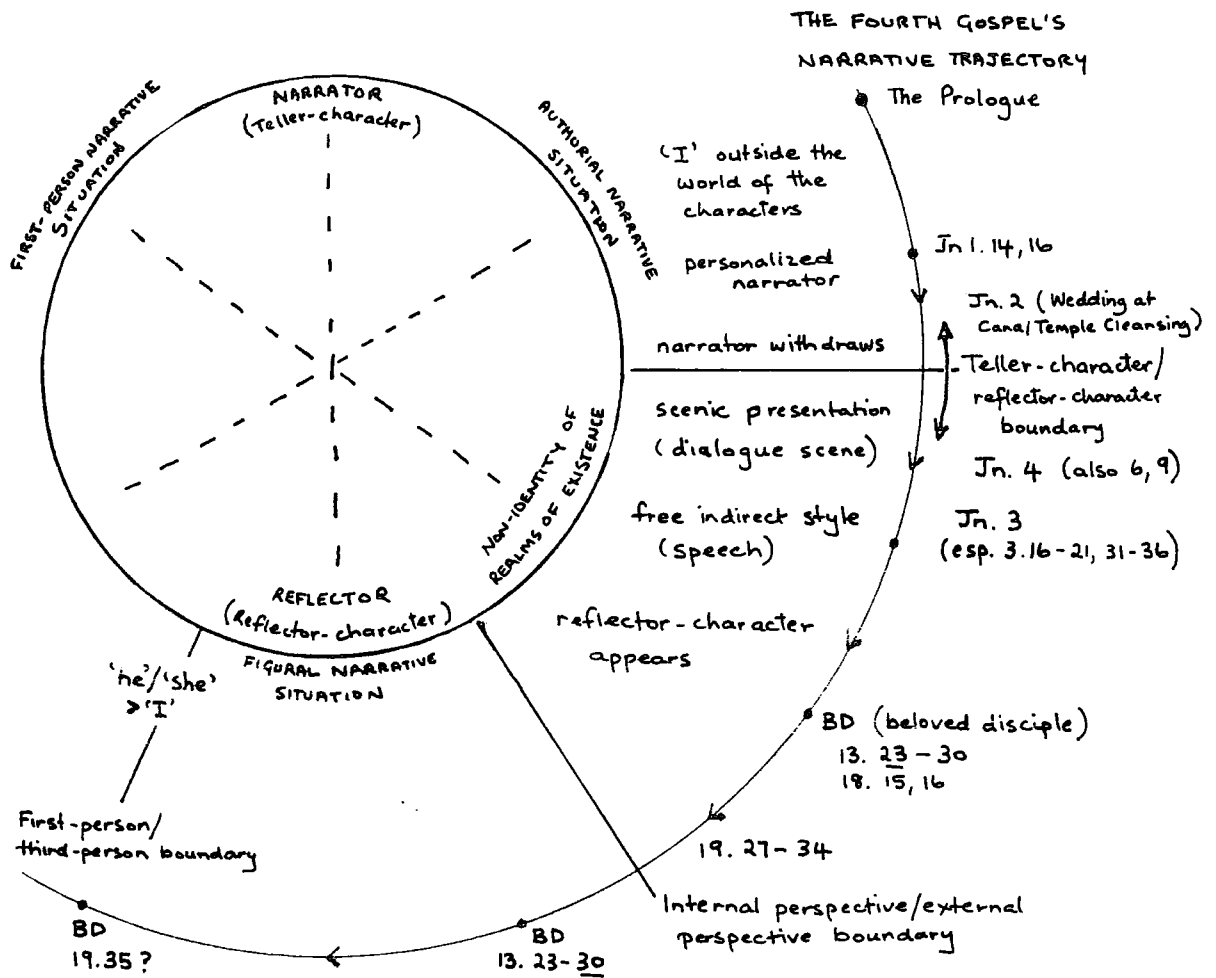 THE FOURTH GOSPEL'S
NARRATIVE TRAJECTORY
The Prologue
NARRATOR
(Teller-character)
FIRST-PERSON NARRATIVE
SITUATION
AUTHORIAL NARRATIVE
SITUATION
'I' outside the
world of the
characters
Jn 1. 14, 16
personalized
narrator
Jn. 2 (Wedding at
Cana/Temple Cleansing)
narrator withdraws
Teller-character/
reflector-character
boundary
scenic presentation
(dialogue scene)
Jn. 4 (also 6, 9)
NON-IDENTITY OF
REALMS OF EXISTENCE
free indirect style
(speech)
Jn. 3
(esp. 3.16-21, 31-36)
REFLECTOR
(Reflector-character)
FIGURAL NARRATIVE
SITUATION
reflector-character
appears
'he'/'she'
> 'I'
BD (beloved disciple)
13. 23-30
18. 15, 16
First-person/
third-person boundary
19. 27-34
Internal perspective/external
perspective boundary
BD
19.35?
BD
13. 23-30